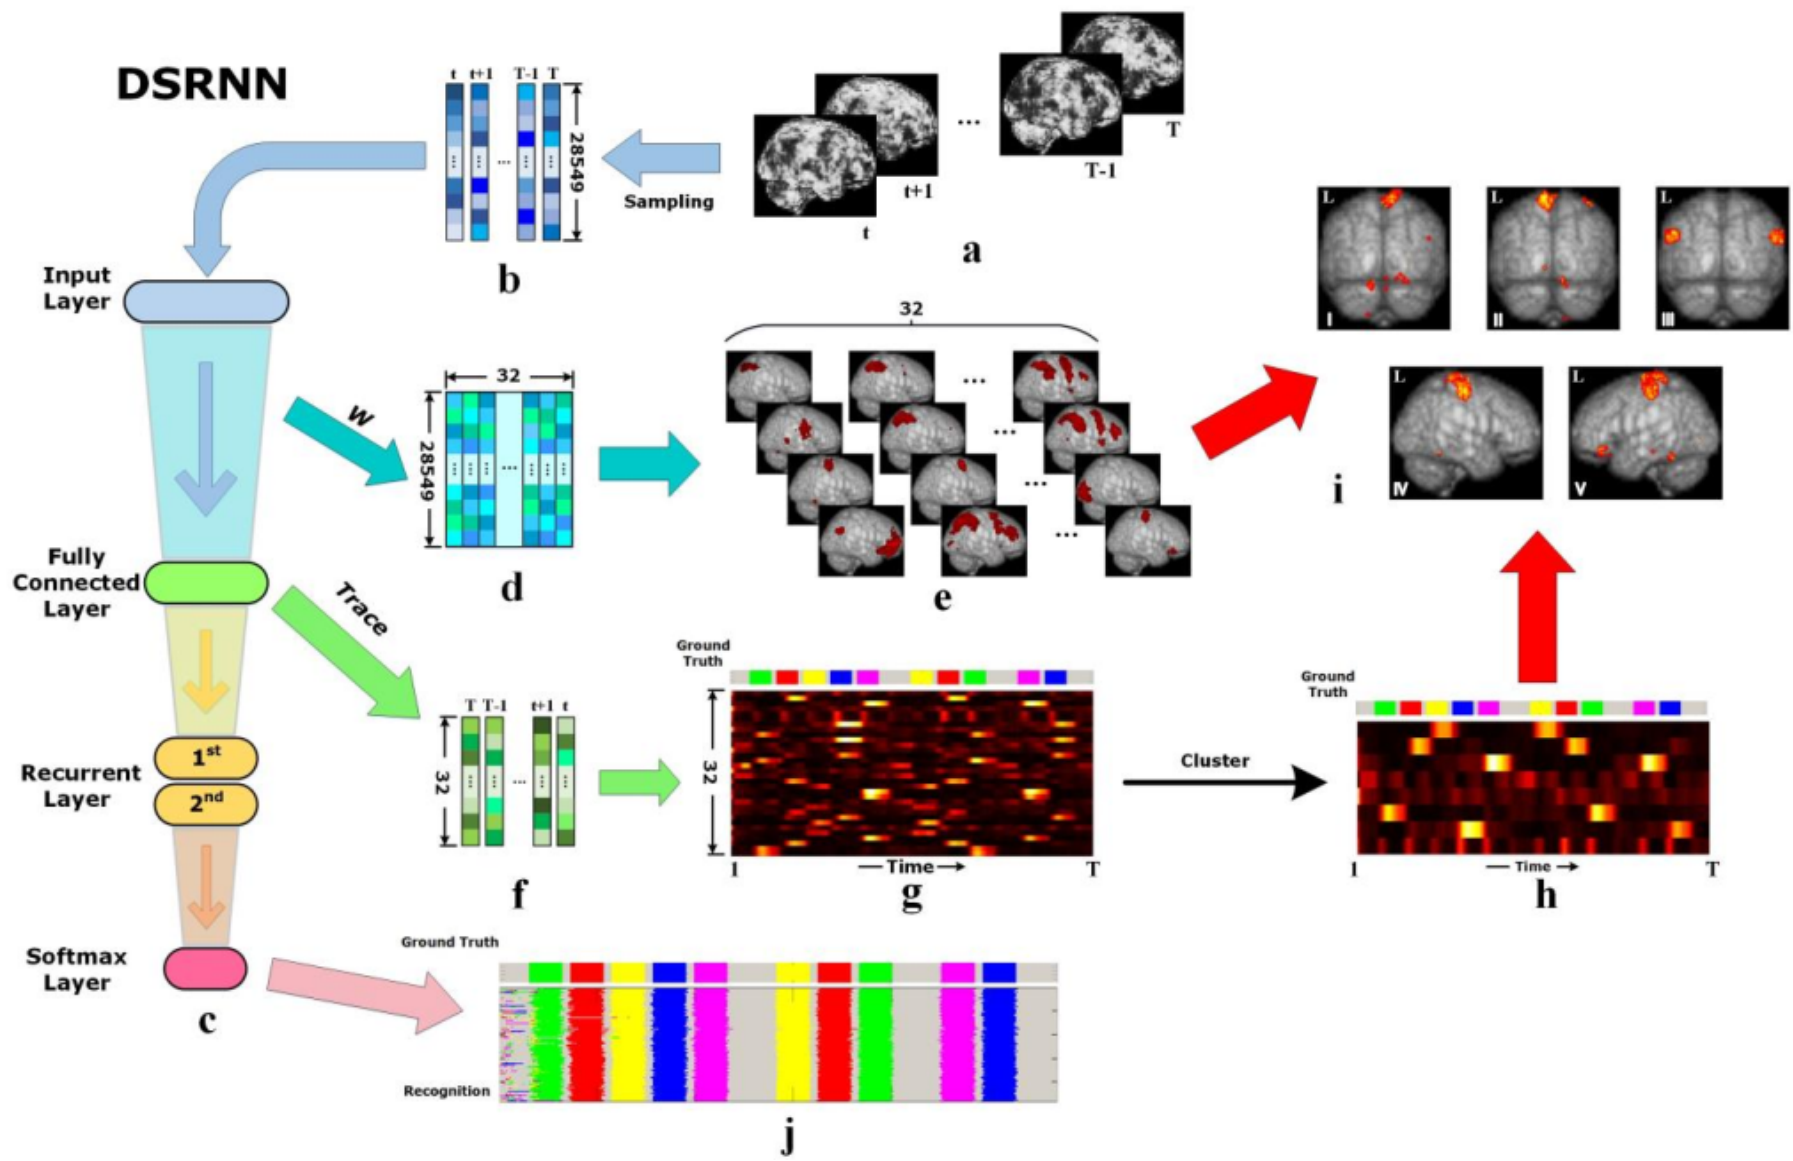 DSRNN
t t+1 T-1 T
28549
...
b
Sampling
...
t
t+1
T-1
T
a
Input
Layer
W
32
28549
...
d
32
...
...
...
...
e
L
I
L
II
L
III
L
IV
L
V
i
Fully
Connected
Layer
Trace
T T-1 t+1 t
32
...
f
Ground
Truth
32
1
Time
T
g
Cluster
Ground
Truth
1
Time
T
h
Recurrent
Layer
1st
2nd
Softmax
Layer
c
Ground Truth
Recognition
j